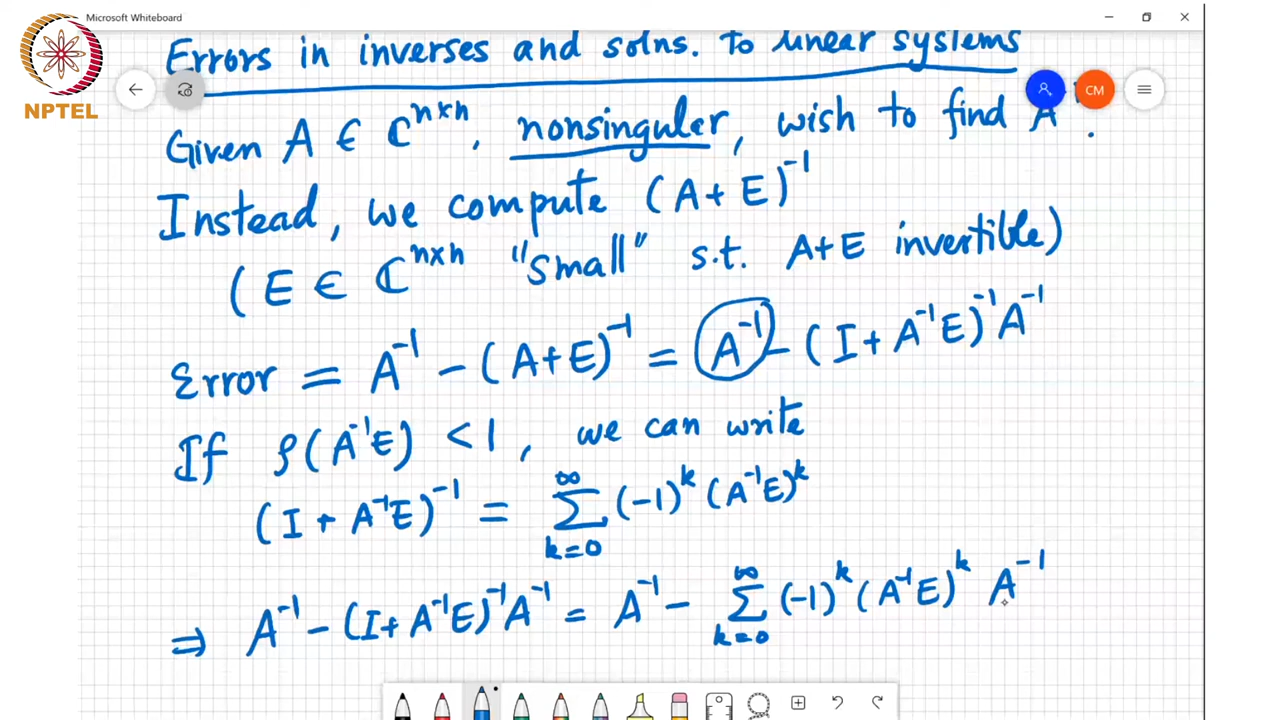 Microsoft Whiteboard
NPTEL
CM
Errors in inverses and solns. To linear systems
Given A ∈ ℂ^{n×n}, nonsingular, wish to find A^{-1}.
Instead, we compute (A+E)^{-1}
(E ∈ ℂ^{n×n} "small" s.t. A+E invertible)
Error = A^{-1} - (A+E)^{-1} = A^{-1} - (I+A^{-1}E)^{-1}A^{-1}
If ρ(A^{-1}E) < 1, we can write
(I + A^{-1}E)^{-1} = ∑_{k=0}^{∞} (-1)^k (A^{-1}E)^k
⇒ A^{-1} - (I+A^{-1}E)^{-1}A^{-1} = A^{-1} - ∑_{k=0}^{∞} (-1)^k (A^{-1}E)^k A^{-1}